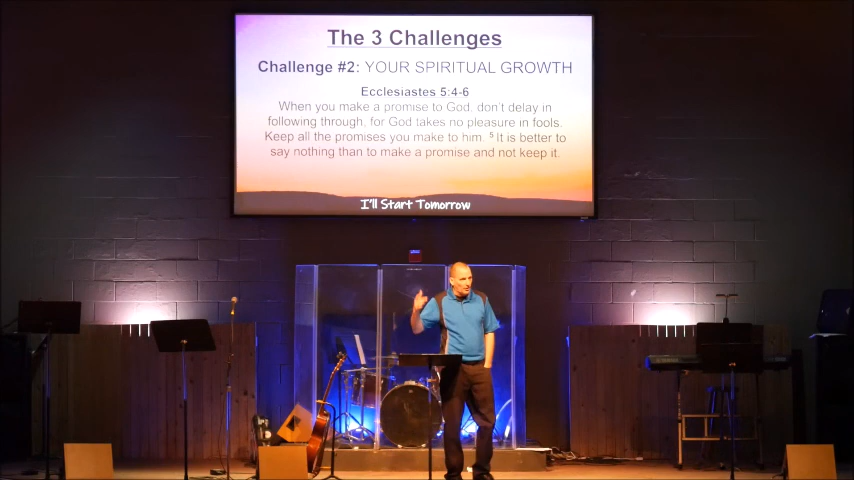 The 3 Challenges
Challenge #2: YOUR SPIRITUAL GROWTH
Ecclesiastes 5:4-6
When you make a promise to God, don't delay in
following through, for God takes no pleasure in fools.
Keep all the promises you make to him. ⁵ It is better to
say nothing than to make a promise and not keep it.
I'll Start Tomorrow